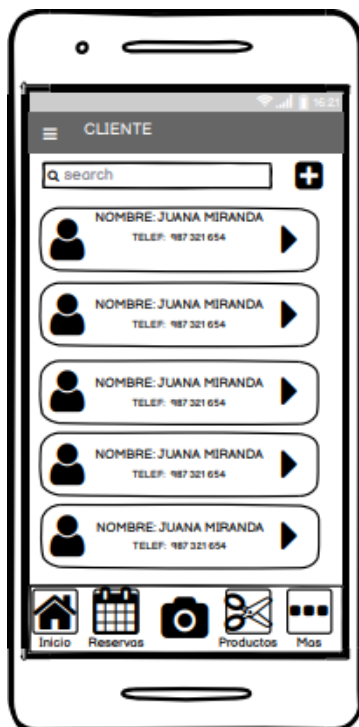 16:21
CLIENTE
search
NOMBRE: JUANA MIRANDA
TELEF: 987 321 654
NOMBRE: JUANA MIRANDA
TELEF: 987 321 654
NOMBRE: JUANA MIRANDA
TELEF: 987 321 654
NOMBRE: JUANA MIRANDA
TELEF: 987 321 654
NOMBRE: JUANA MIRANDA
TELEF: 987 321 654
Inicio Reservas Productos Mas